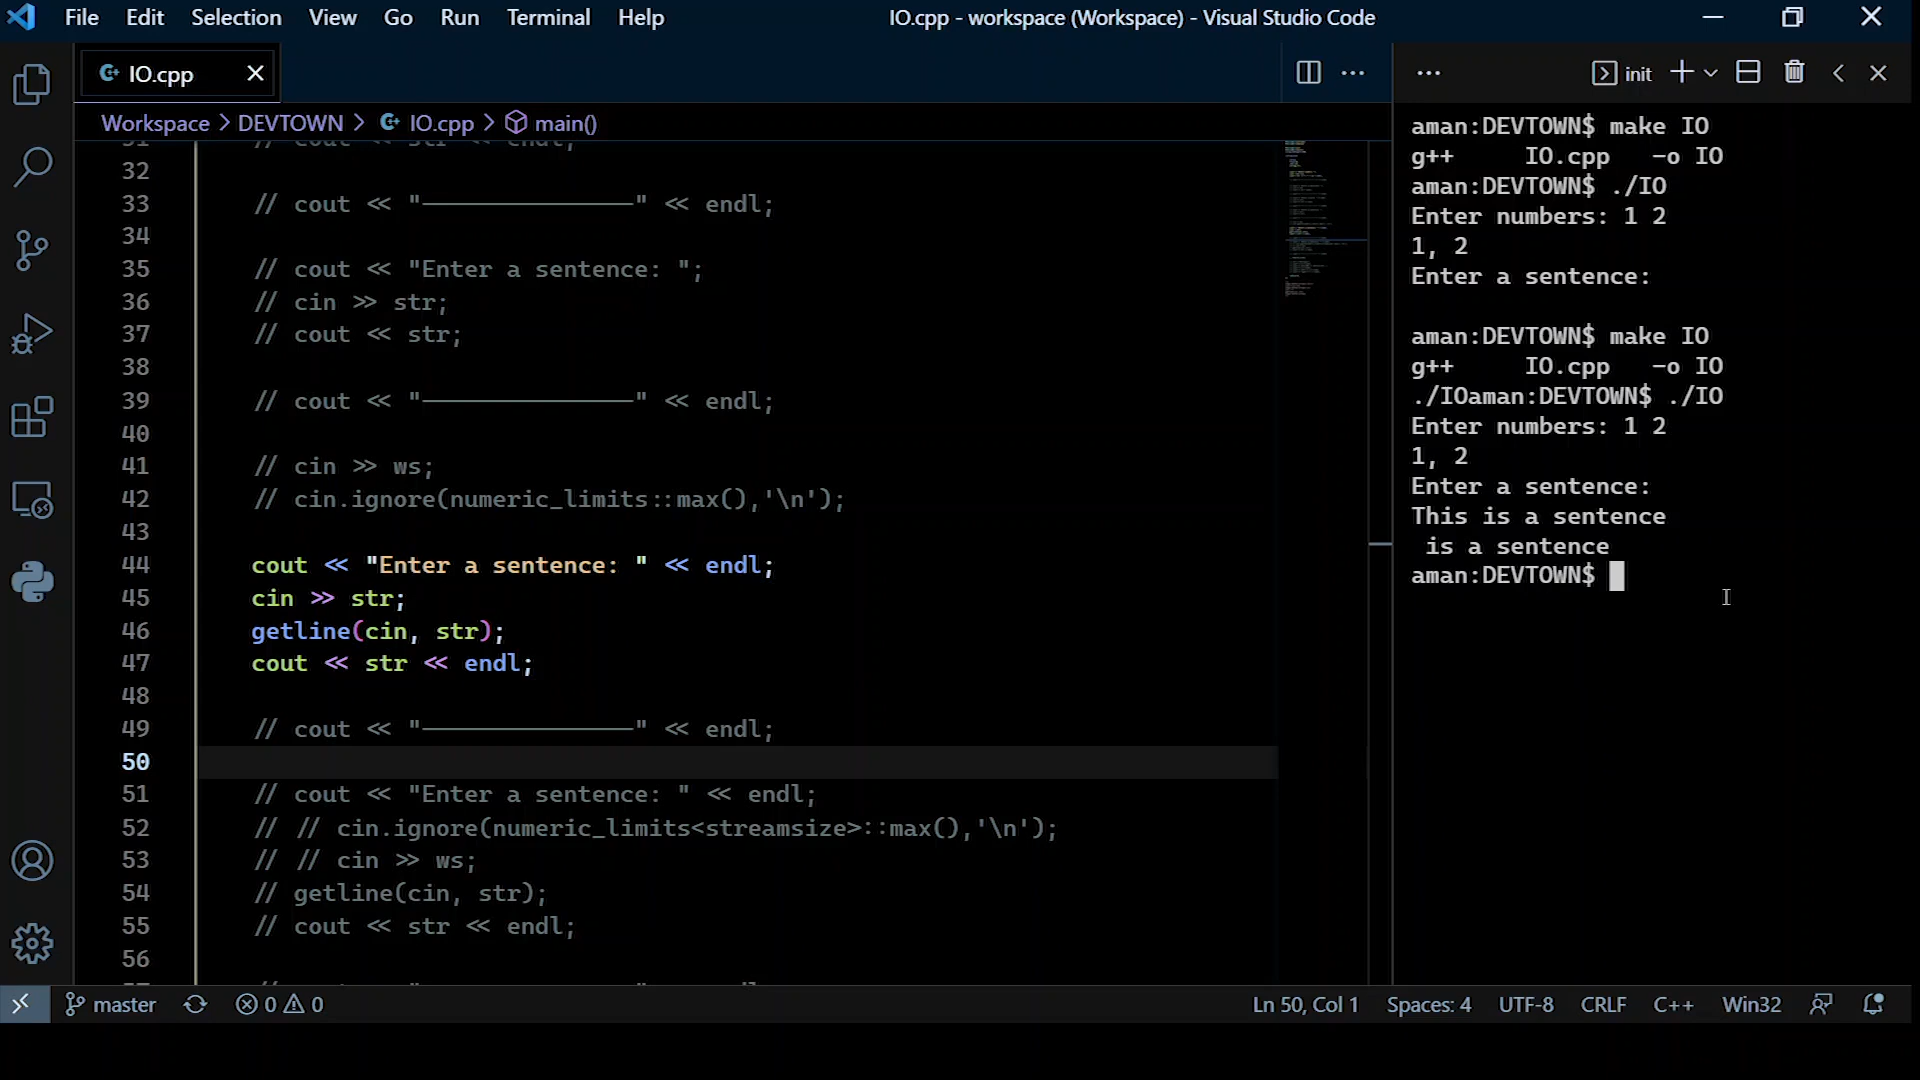 File Edit Selection View Go Run Terminal Help IO.cpp - workspace (Workspace) - Visual Studio Code
IO.cpp
init
Workspace > DEVTOWN > IO.cpp > main()
31 // cout << str << endl;
32
33 // cout << "———————————————" << endl;
34
35 // cout << "Enter a sentence: ";
36 // cin >> str;
37 // cout << str;
38
39 // cout << "———————————————" << endl;
40
41 // cin >> ws;
42 // cin.ignore(numeric_limits::max(),'\n');
43
44 cout << "Enter a sentence: " << endl;
45 cin >> str;
46 getline(cin, str);
47 cout << str << endl;
48
49 // cout << "———————————————" << endl;
50
51 // cout << "Enter a sentence: " << endl;
52 // // cin.ignore(numeric_limits<streamsize>::max(),'\n');
53 // // cin >> ws;
54 // getline(cin, str);
55 // cout << str << endl;
56
aman:DEVTOWN$ make IO
g++ IO.cpp -o IO
aman:DEVTOWN$ ./IO
Enter numbers: 1 2
1, 2
Enter a sentence:
aman:DEVTOWN$ make IO
g++ IO.cpp -o IO
./IOaman:DEVTOWN$ ./IO
Enter numbers: 1 2
1, 2
Enter a sentence:
This is a sentence
is a sentence
aman:DEVTOWN$
master 0 0 Ln 50, Col 1 Spaces: 4 UTF-8 CRLF C++ Win32